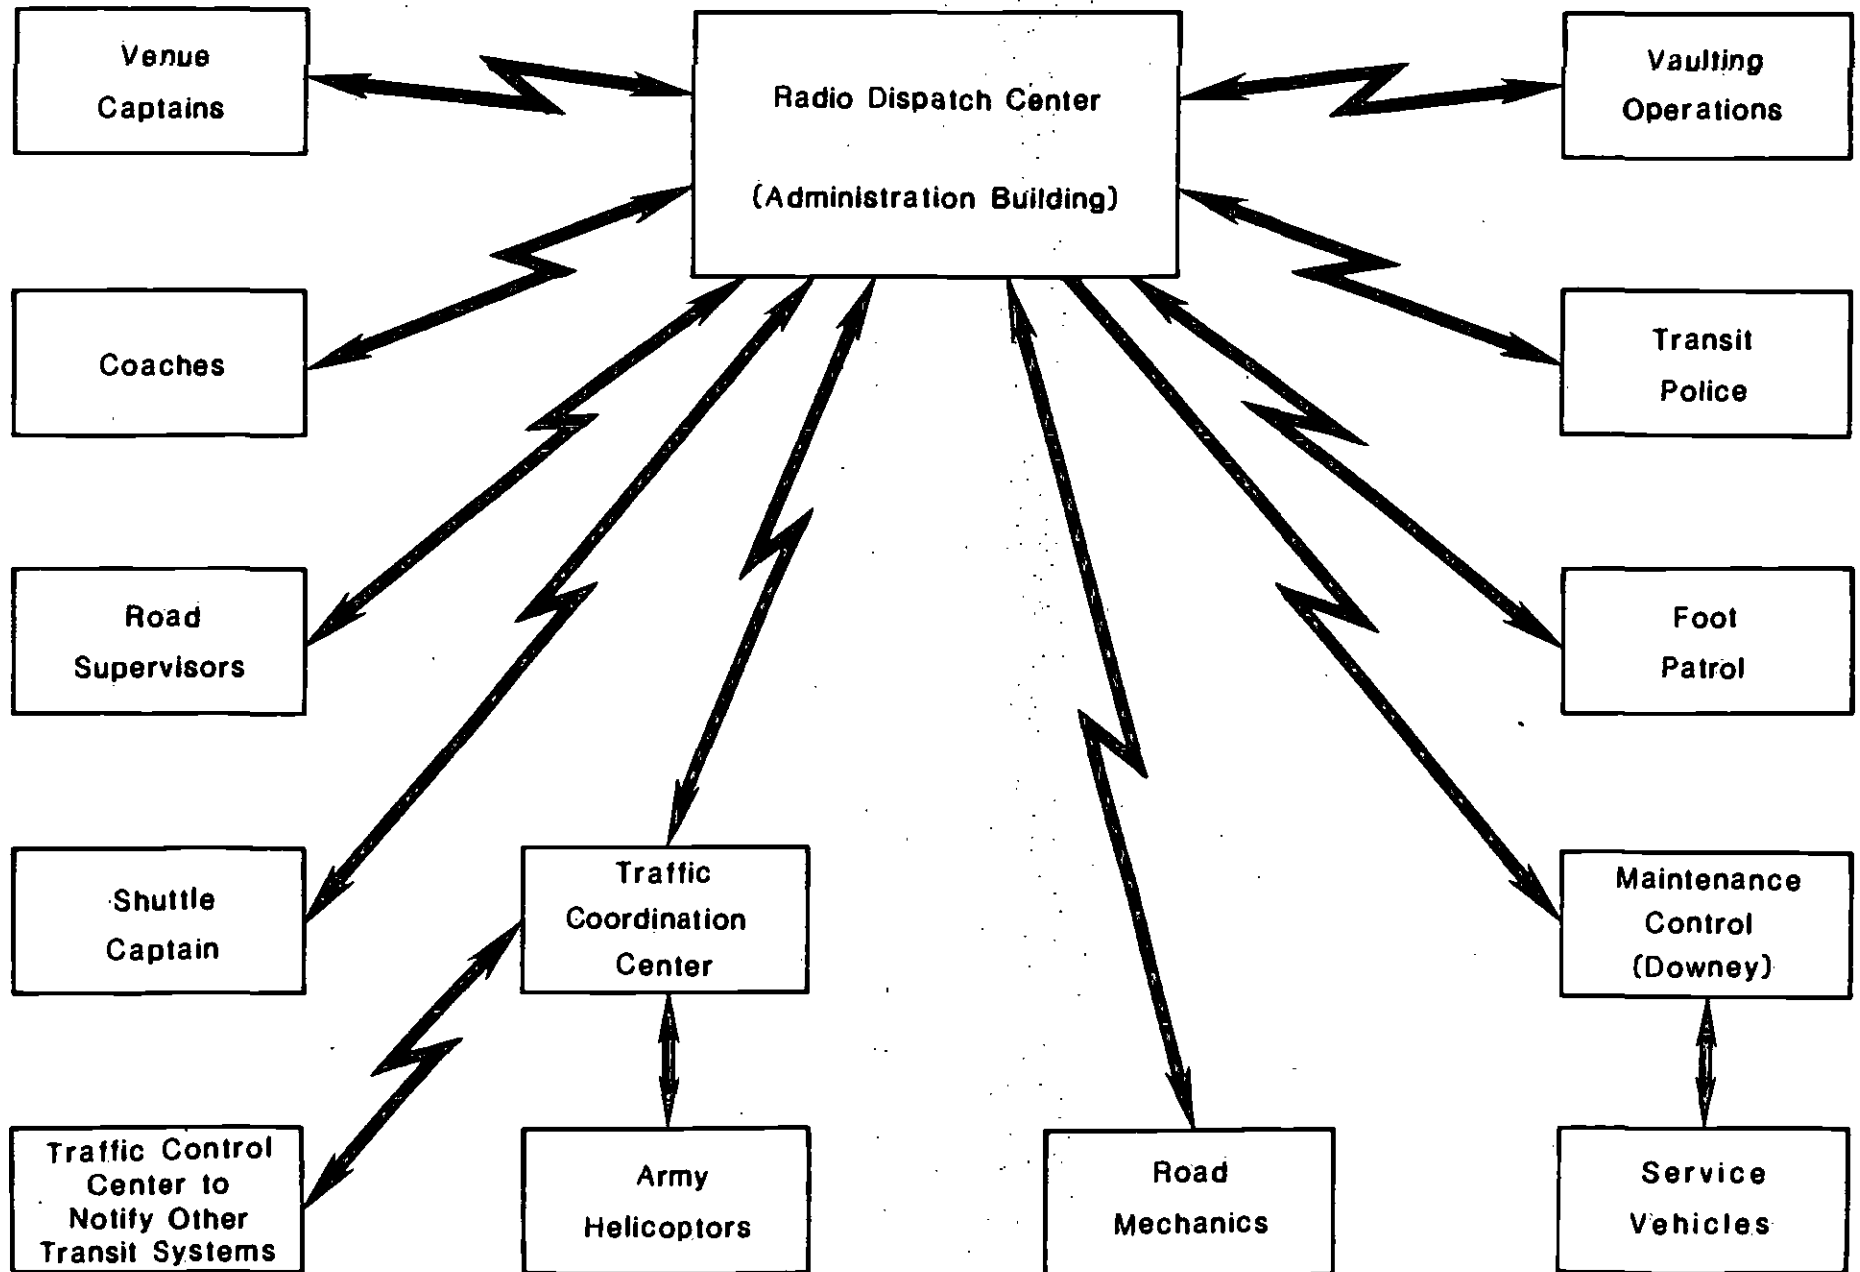 Venue
Captains
Radio Dispatch Center
(Administration Building)
Vaulting
Operations
Coaches
Transit
Police
Road
Supervisors
Foot
Patrol
Shuttle
Captain
Traffic
Coordination
Center
Maintenance
Control
(Downey)
Traffic Control
Center to
Notify Other
Transit Systems
Army
Helicoptors
Road
Mechanics
Service
Vehicles